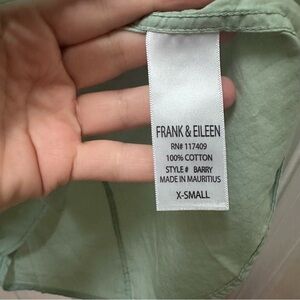 FRANK & EILEEN
RN# 117409
100% COTTON
STYLE # BARRY
MADE IN MAURITIUS
X-SMALL